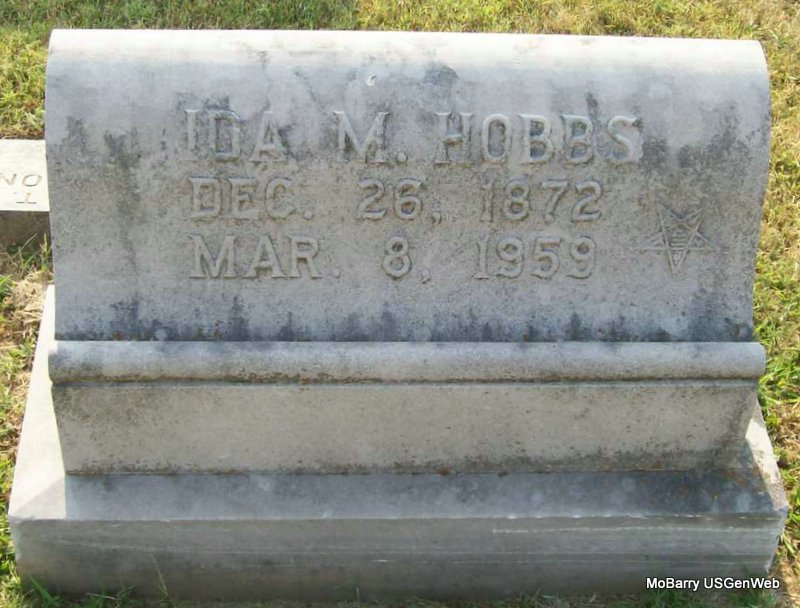 IDA M. HOBBS
DEC. 26, 1872
MAR. 8, 1959
MoBarry USGenWeb